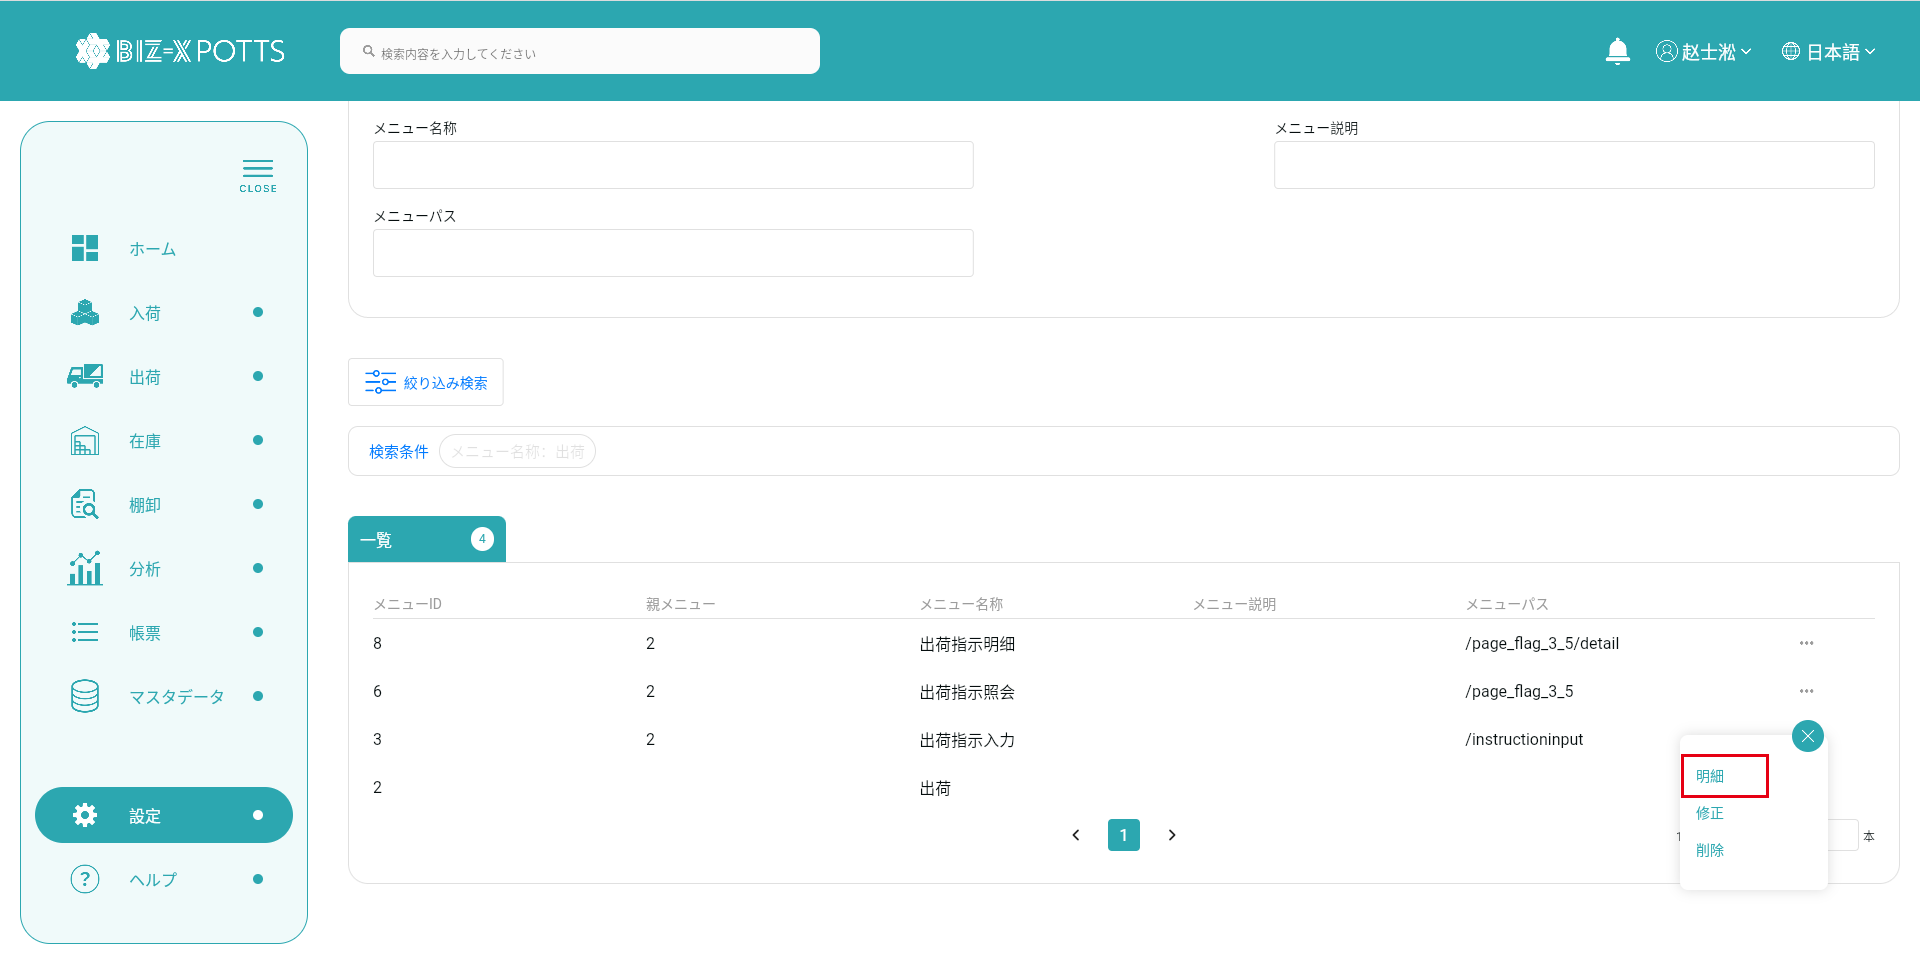 BIZ=X POTTS
検索内容を入力してください
赵士淞
日本語
CLOSE
ホーム
入荷
出荷
在庫
棚卸
分析
帳票
マスタデータ
設定
ヘルプ
メニュー名称
メニュー説明
メニューパス
絞り込み検索
検索条件 メニュー名称：出荷
一覧 4
メニューID 親メニュー メニュー名称 メニュー説明 メニューパス
8 2 出荷指示明细 /page_flag_3_5/detail
6 2 出荷指示照会 /page_flag_3_5
3 2 出荷指示入力 /instructioninput
2 出荷
明細
修正
削除
1
1
本